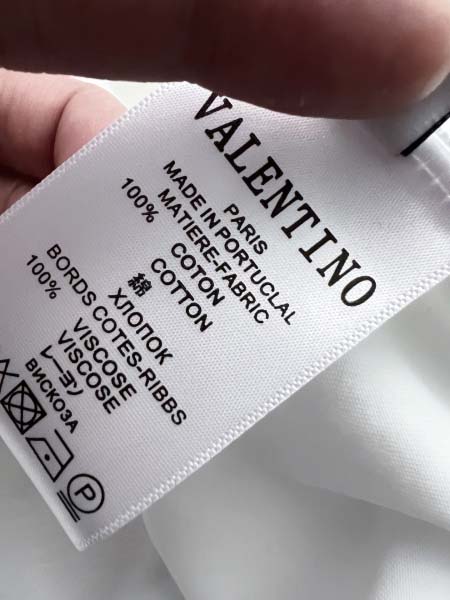 VALENTINO
PARIS
MADE IN PORTUCLAL
MATIERE-FABRIC
100% COTON
COTTON
綿
ХЛОПОК
BORDS COTES-RIBBS
100% VISCOSE
VISCOSE
レーヨン
ВИСКОЗА
P